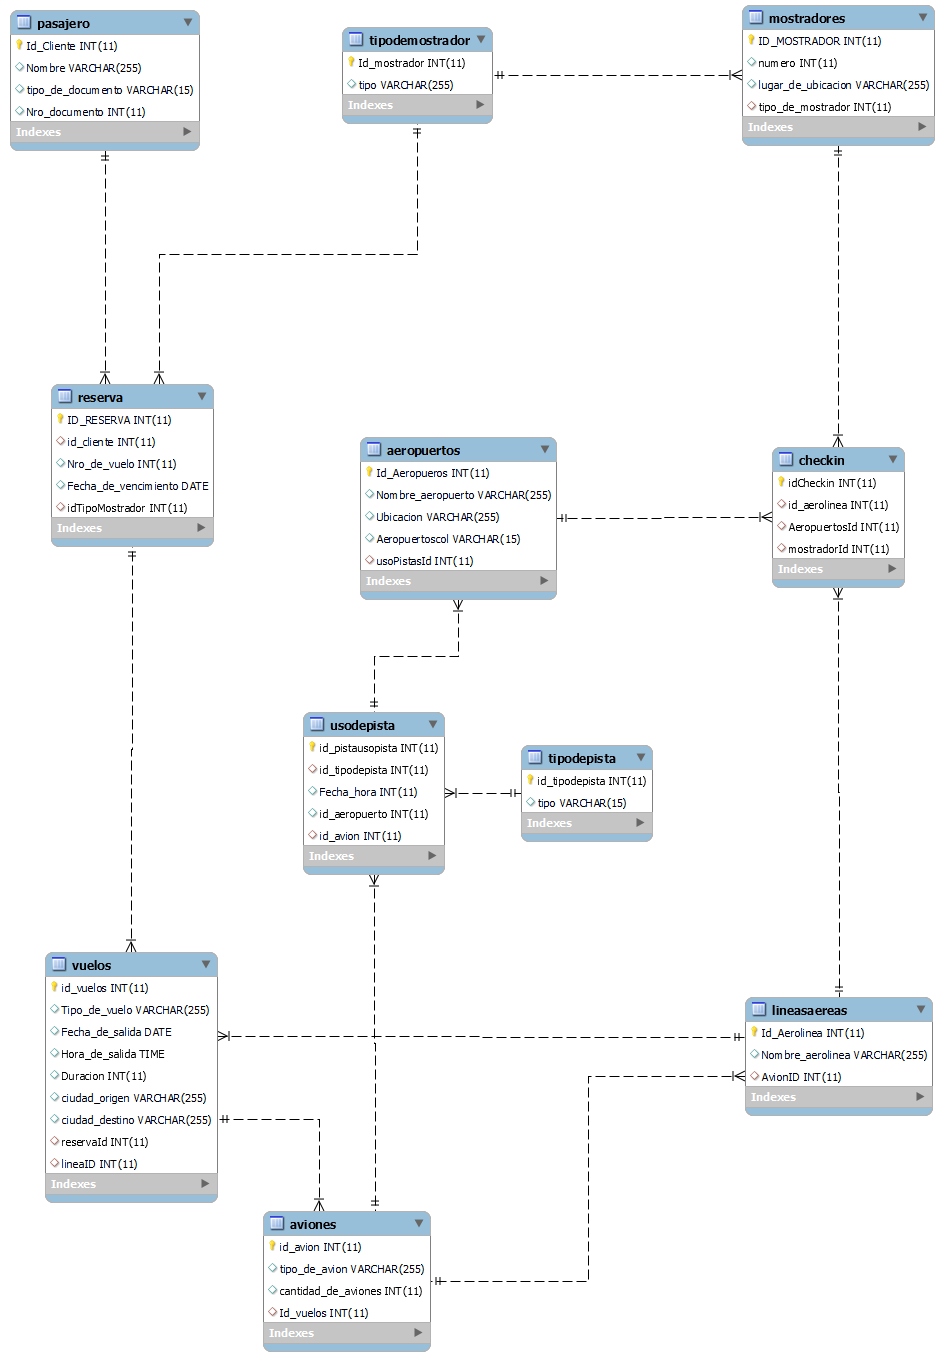 pasajero
Id_Cliente INT(11)
Nombre VARCHAR(255)
tipo_de_documento VARCHAR(15)
Nro_documento INT(11)
Indexes
tipodemostrador
Id_mostrador INT(11)
tipo VARCHAR(255)
Indexes
mostradores
ID_MOSTRADOR INT(11)
numero INT(11)
lugar_de_ubicacion VARCHAR(255)
tipo_de_mostrador INT(11)
Indexes
reserva
ID_RESERVA INT(11)
id_cliente INT(11)
Nro_de_vuelo INT(11)
Fecha_de_vencimiento DATE
idTipoMostrador INT(11)
Indexes
aeropuertos
Id_Aeropueros INT(11)
Nombre_aeropuerto VARCHAR(255)
Ubicacion VARCHAR(255)
Aeropuertoscol VARCHAR(15)
usoPistasId INT(11)
Indexes
checkin
idCheckin INT(11)
id_aerolinea INT(11)
AeropuertosId INT(11)
mostradorId INT(11)
Indexes
usodepista
id_pistausopista INT(11)
id_tipodepista INT(11)
Fecha_hora INT(11)
id_aeropuerto INT(11)
id_avion INT(11)
Indexes
tipodepista
id_tipodepista INT(11)
tipo VARCHAR(15)
Indexes
vuelos
id_vuelos INT(11)
Tipo_de_vuelo VARCHAR(255)
Fecha_de_salida DATE
Hora_de_salida TIME
Duracion INT(11)
ciudad_origen VARCHAR(255)
ciudad_destino VARCHAR(255)
reservaId INT(11)
lineaID INT(11)
Indexes
lineasaereas
Id_Aerolinea INT(11)
Nombre_aerolinea VARCHAR(255)
AvionID INT(11)
Indexes
aviones
id_avion INT(11)
tipo_de_avion VARCHAR(255)
cantidad_de_aviones INT(11)
Id_vuelos INT(11)
Indexes